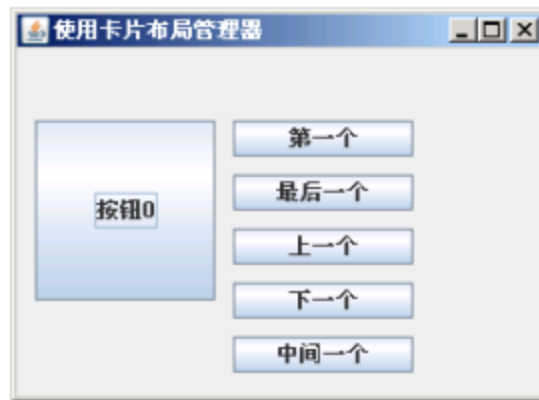 使用卡片布局管理器
第一个
最后一个
按钮0
上一个
下一个
中间一个